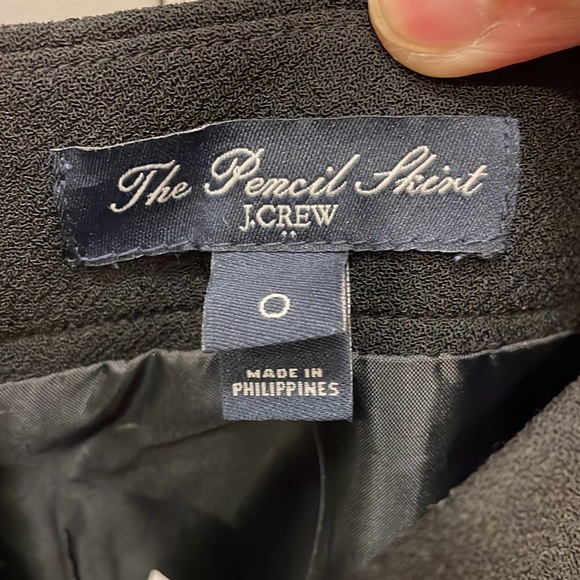 The Pencil Skirt
J.CREW
0
MADE IN
PHILIPPINES